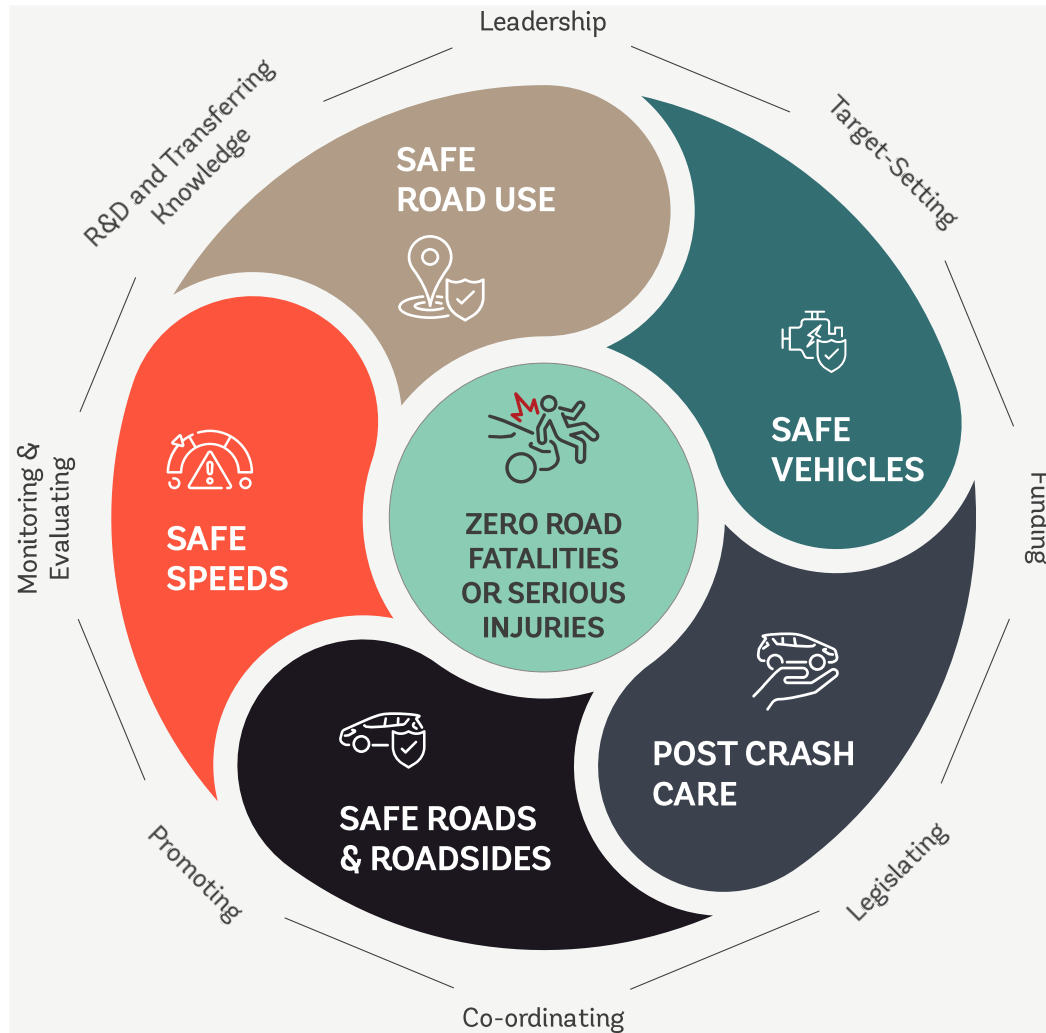 Leadership
R&D and Transferring
Knowledge
Target-Setting
SAFE
ROAD USE
SAFE
VEHICLES
Funding
Monitoring &
Evaluating
SAFE
SPEEDS
ZERO ROAD
FATALITIES
OR SERIOUS
INJURIES
POST CRASH
CARE
SAFE ROADS
& ROADSIDES
Promoting
Legislating
Co-ordinating